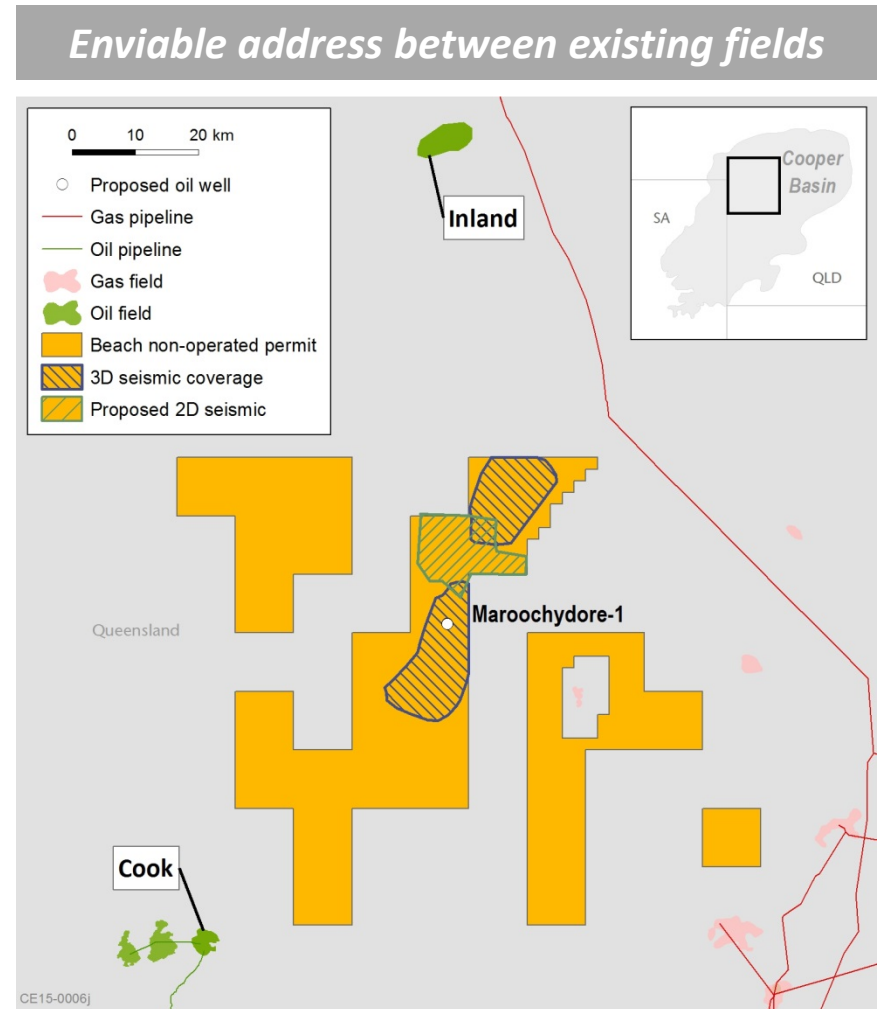 Enviable address between existing fields
0 10 20 km
Proposed oil well
Gas pipeline
Oil pipeline
Gas field
Oil field
Beach non-operated permit
3D seismic coverage
Proposed 2D seismic
Inland
Cooper
Basin
SA
QLD
Queensland
Maroochydore-1
Cook
CE15-0006j